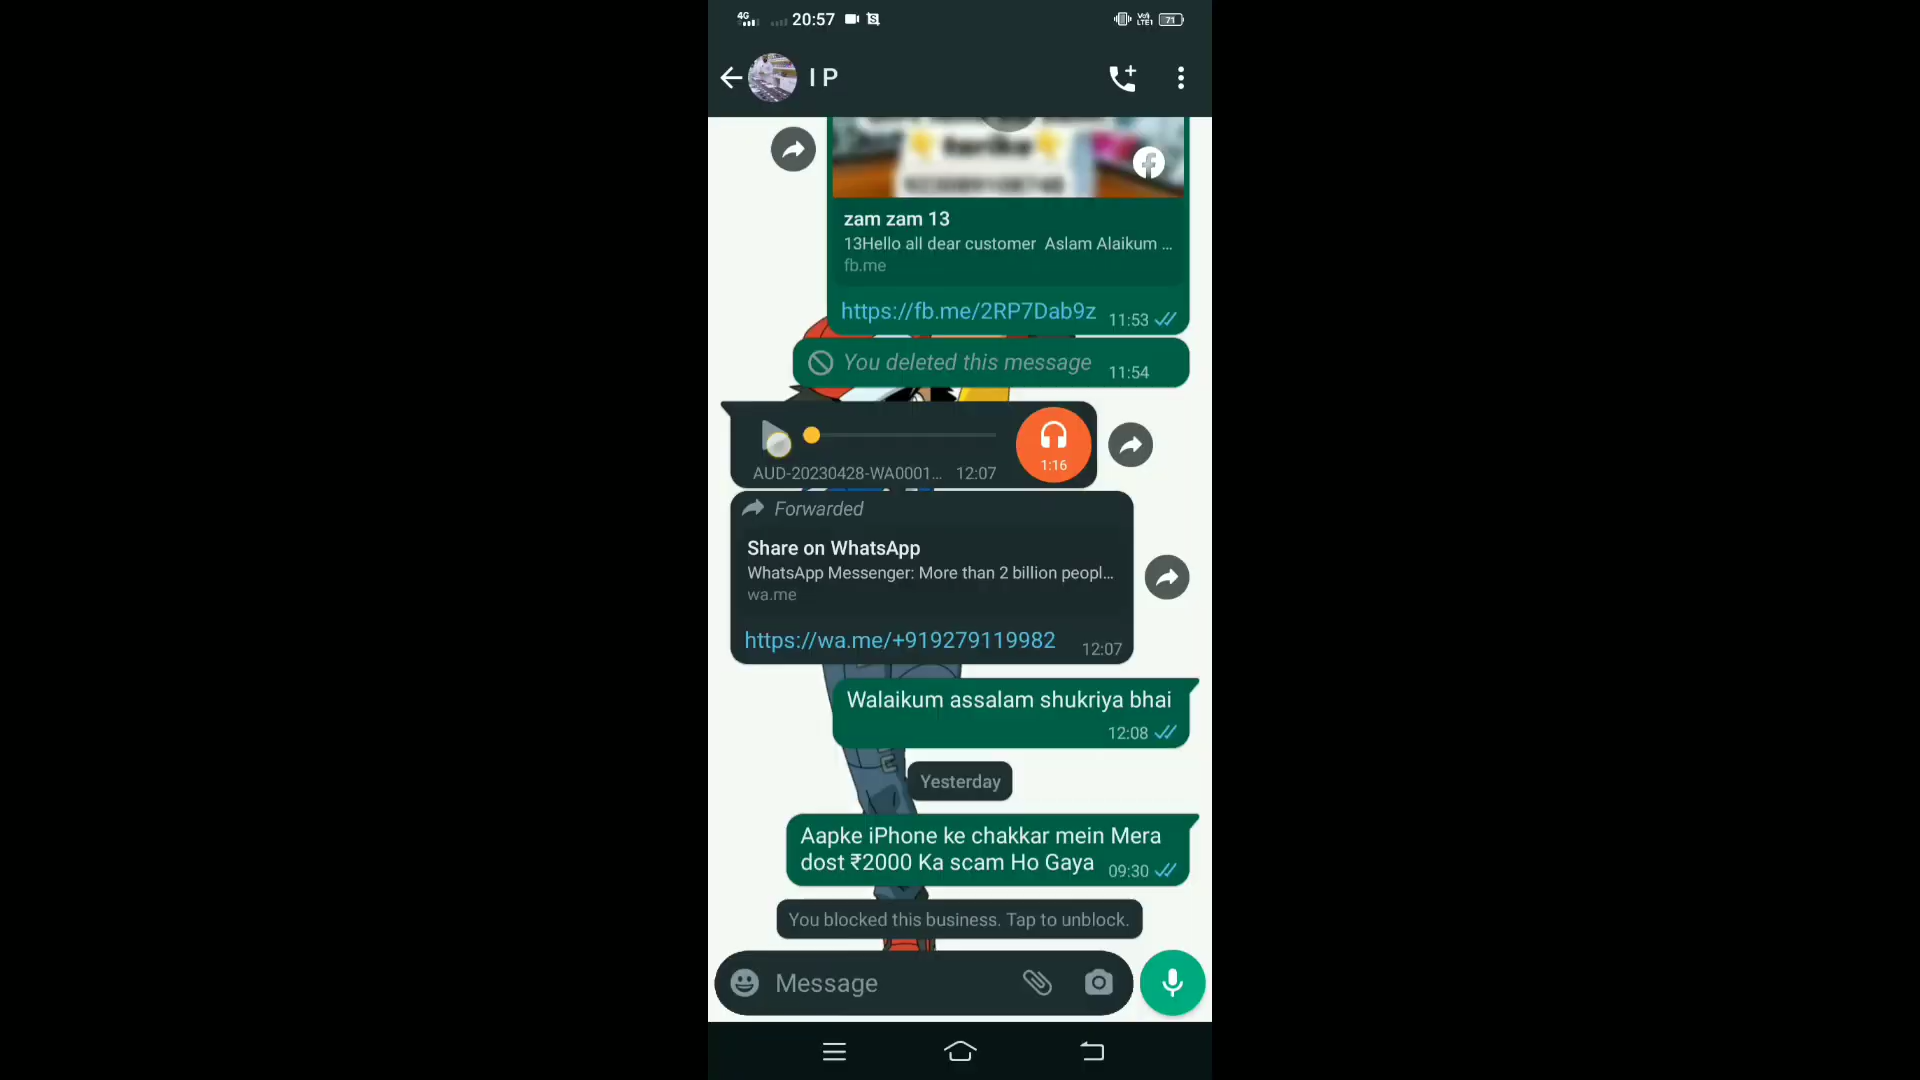 4G 20:57 Vo) LTE1 71
I P
zam zam 13
13Hello all dear customer Aslam Alaikum ...
fb.me
https://fb.me/2RP7Dab9z 11:53
You deleted this message 11:54
1:16
AUD-20230428-WA0001... 12:07
Forwarded
Share on WhatsApp
WhatsApp Messenger: More than 2 billion peopl...
wa.me
https://wa.me/+919279119982 12:07
Walaikum assalam shukriya bhai
12:08
Yesterday
Aapke iPhone ke chakkar mein Mera
dost ₹2000 Ka scam Ho Gaya 09:30
You blocked this business. Tap to unblock.
Message